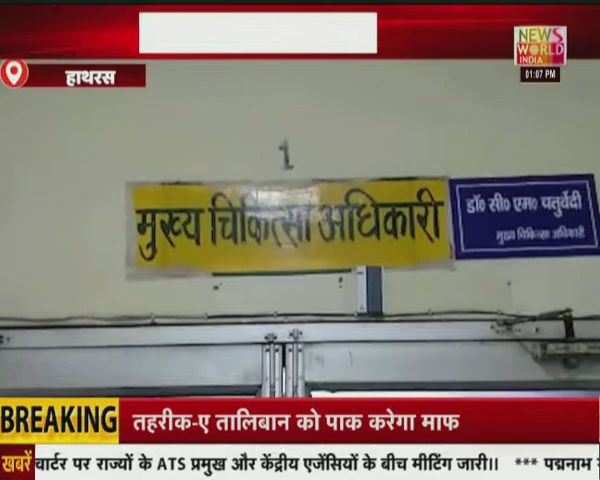 NEWS
WORLD
INDIA
01:07 PM
हाथरस
1
मुख्य चिकित्सा अधिकारी
डॉ० सी० एम० चतुर्वेदी
मुख्य चिकित्सा अधिकारी
BREAKING
तहरीक-ए तालिबान को पाक करेगा माफ
खबरें
चार्टर पर राज्यों के ATS प्रमुख और केंद्रीय एजेंसियों के बीच मीटिंग जारी।। *** पद्मनाभ